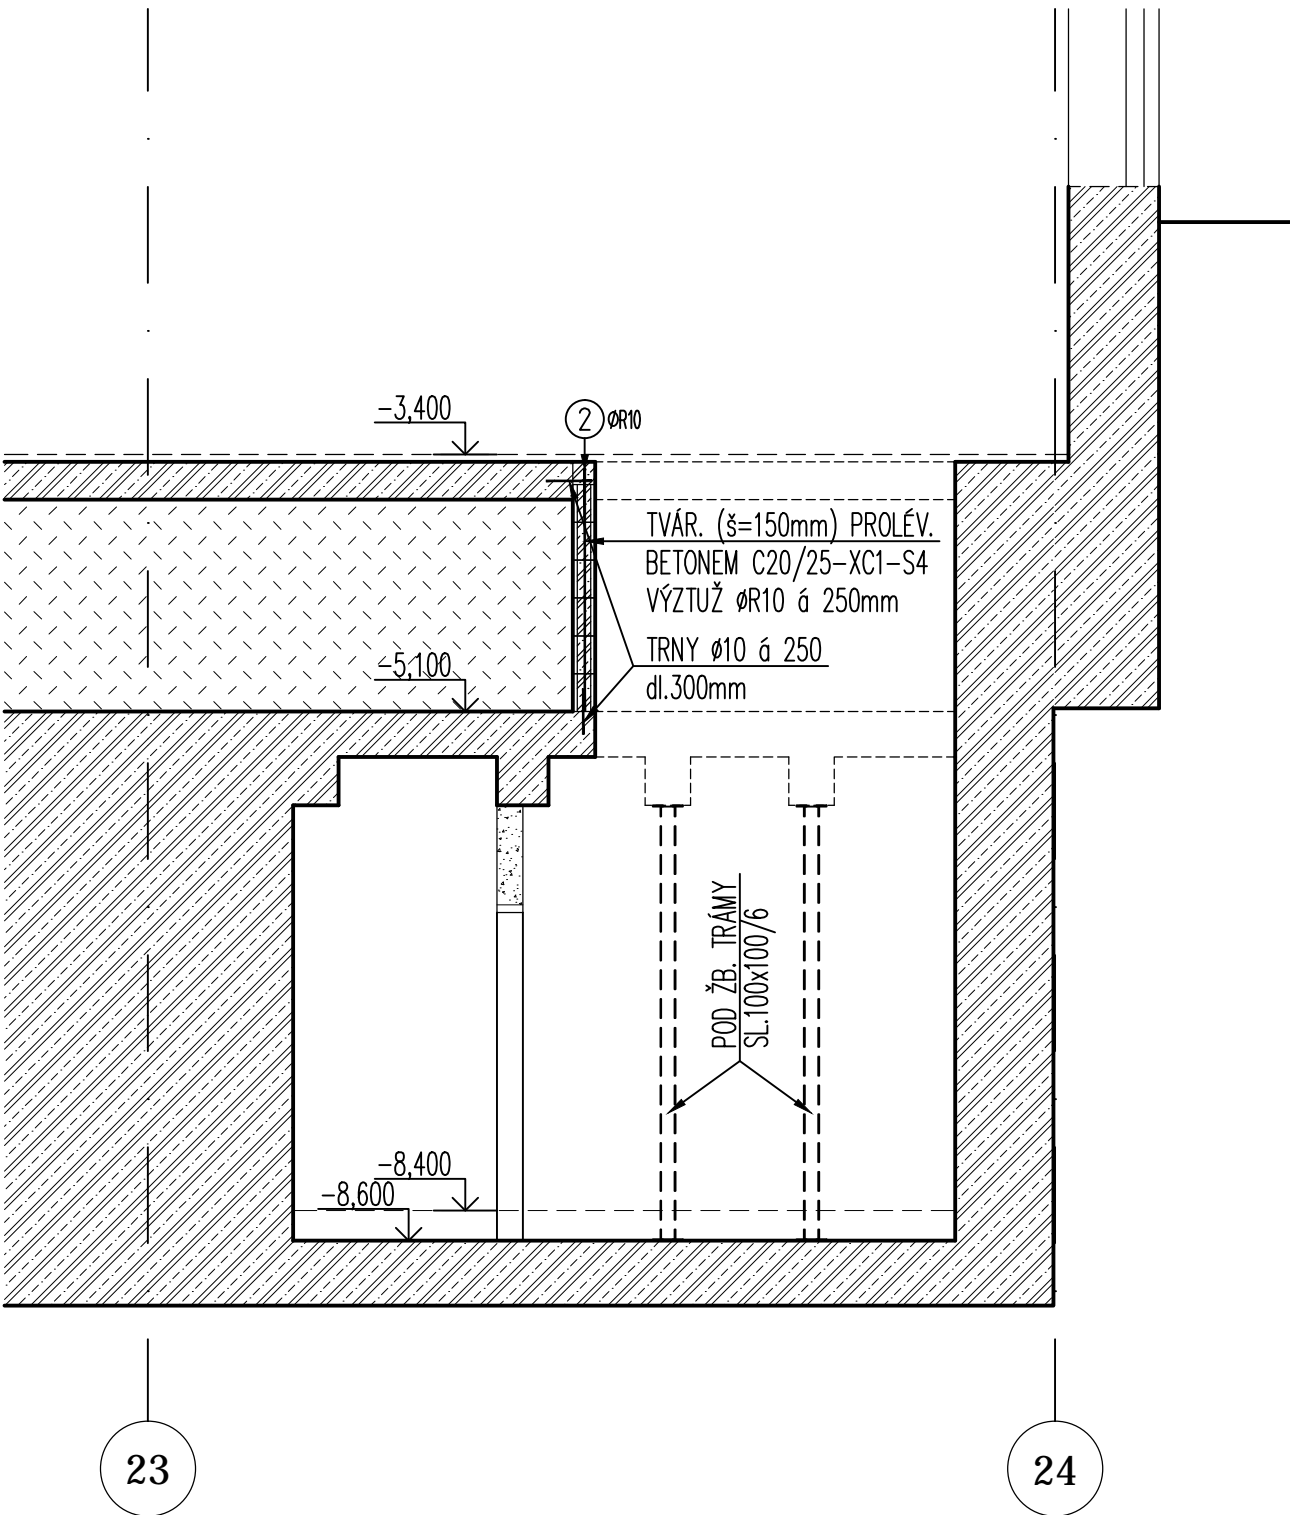 -3,400
2 ØR10
TVÁR. (š=150mm) PROLÉV.
BETONEM C20/25-XC1-S4
VÝZTUŽ ØR10 á 250mm
TRNY Ø10 á 250
dl.300mm
-5,100
POD ŽB. TRÁMY
SL.100x100/6
-8,400
-8,600
23
24